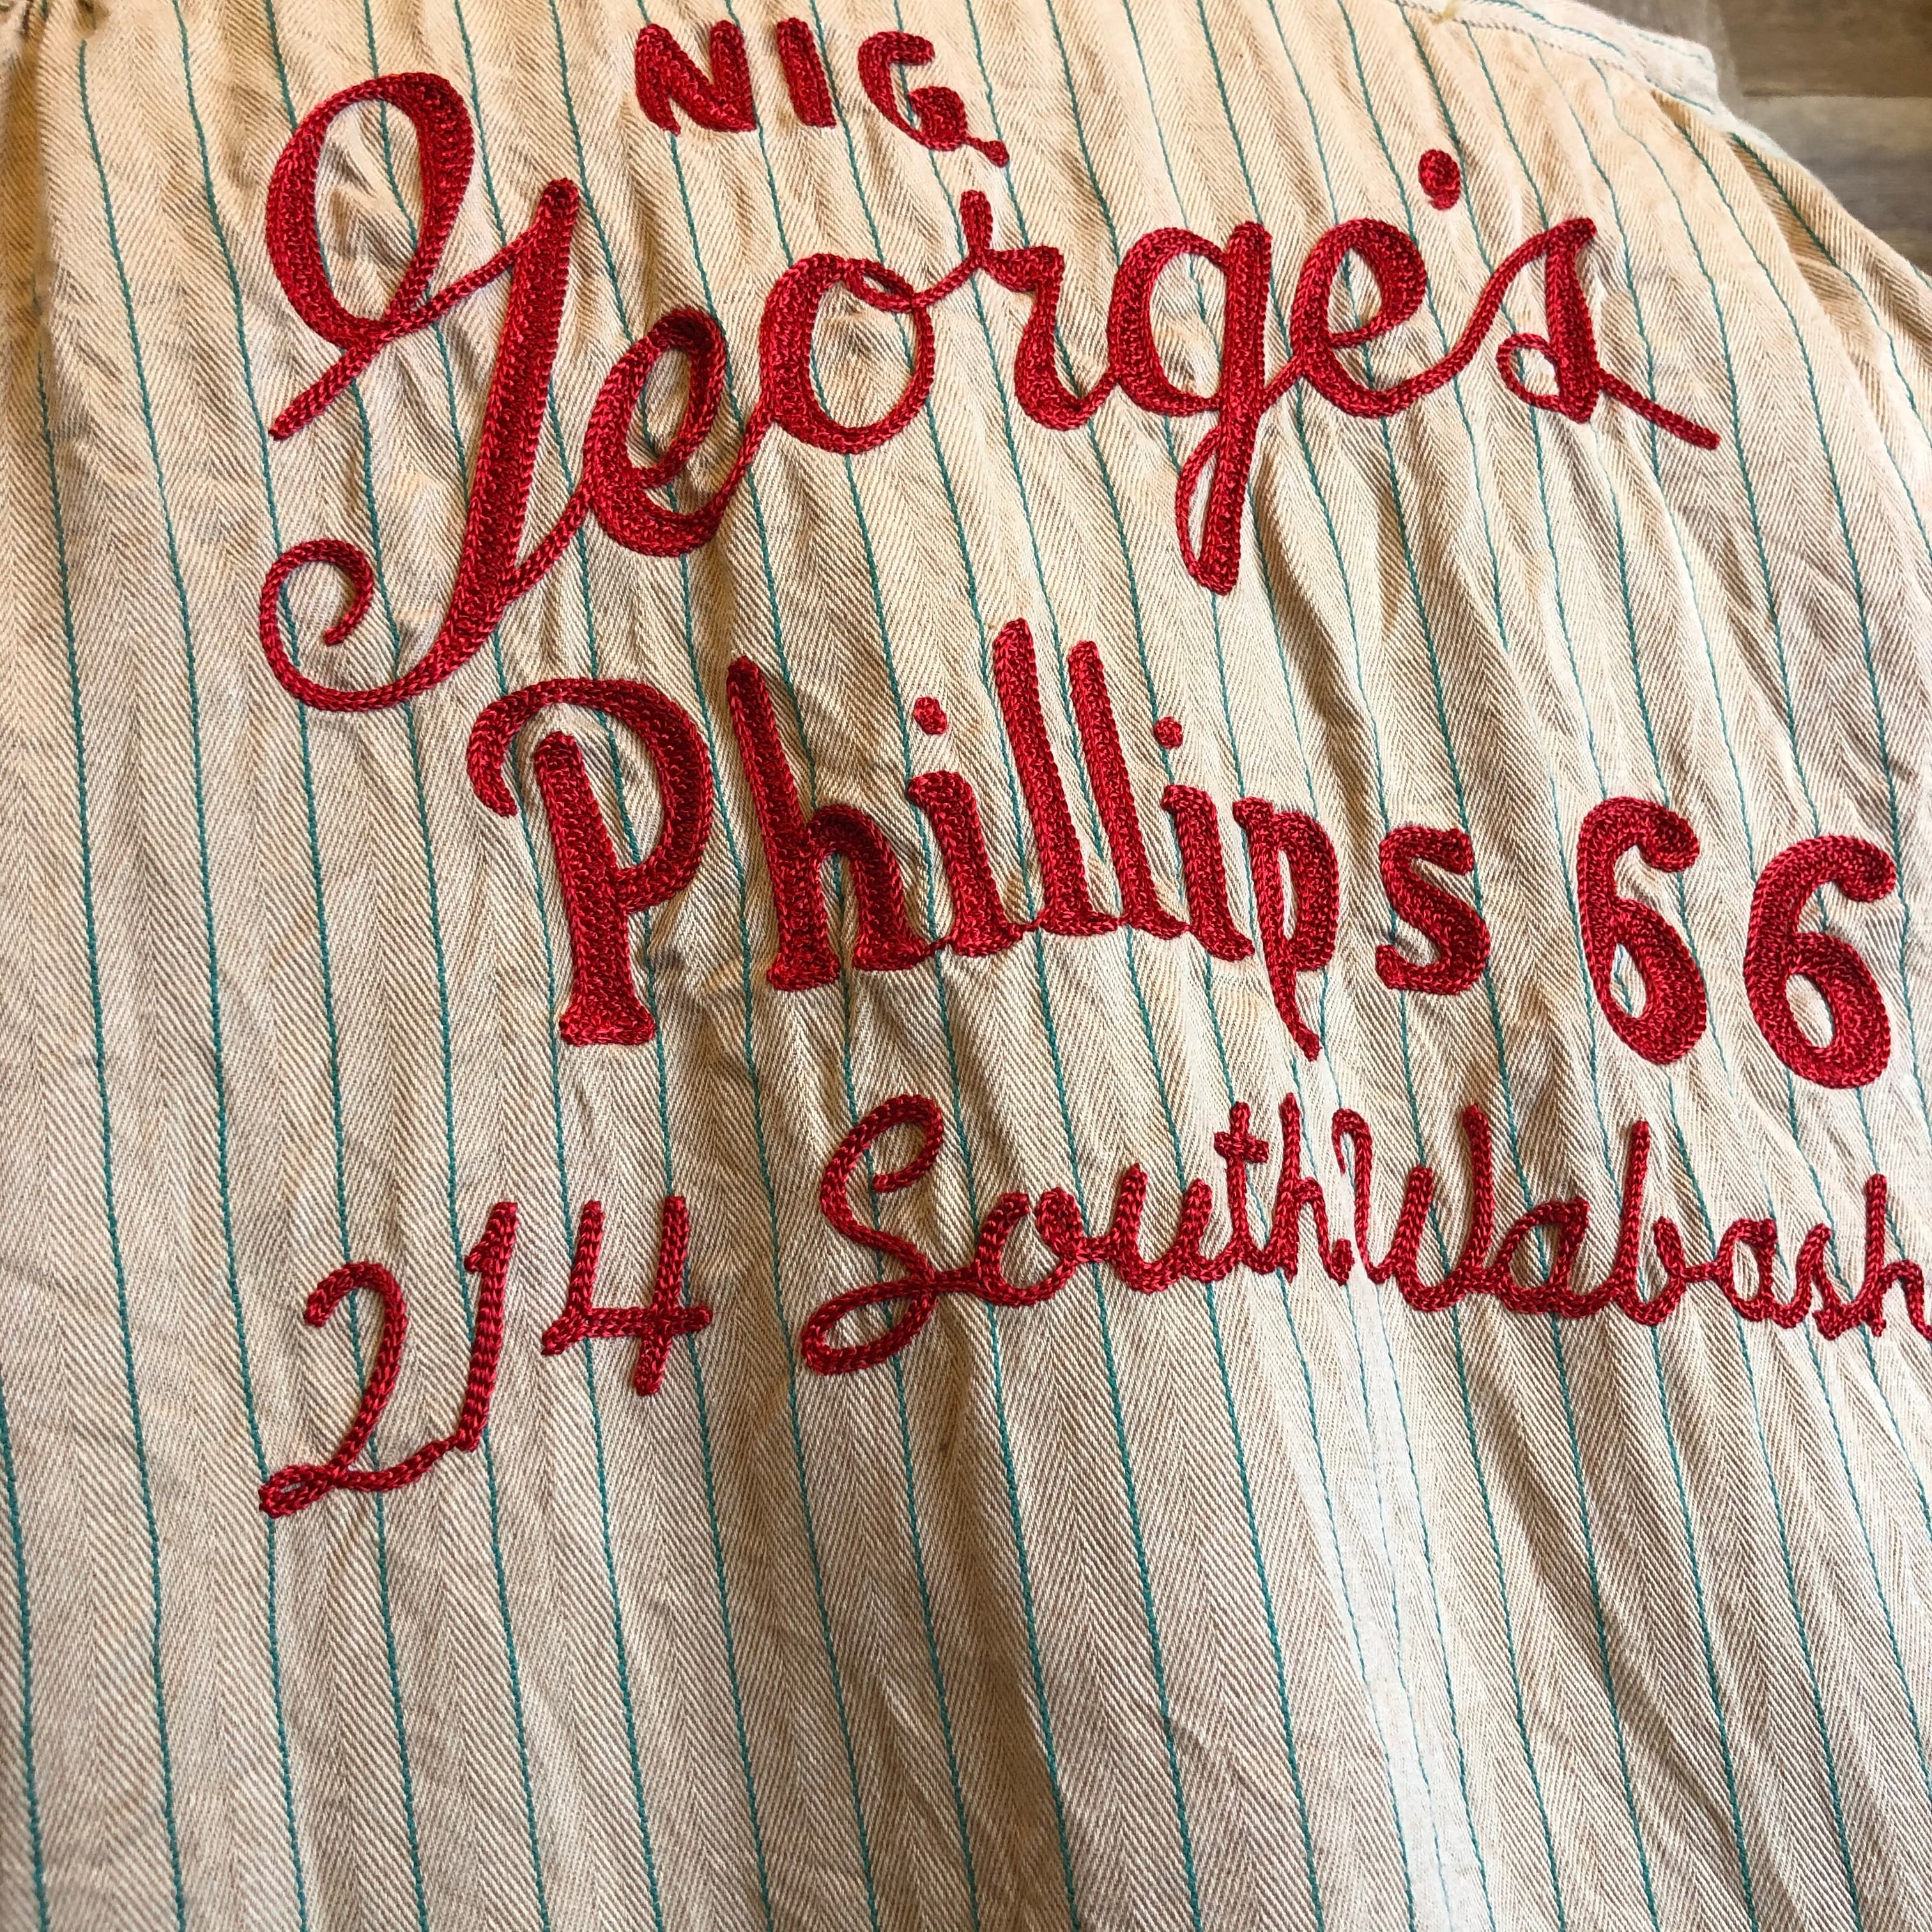 NIG
George's
Phillips 66
214 South Wabash